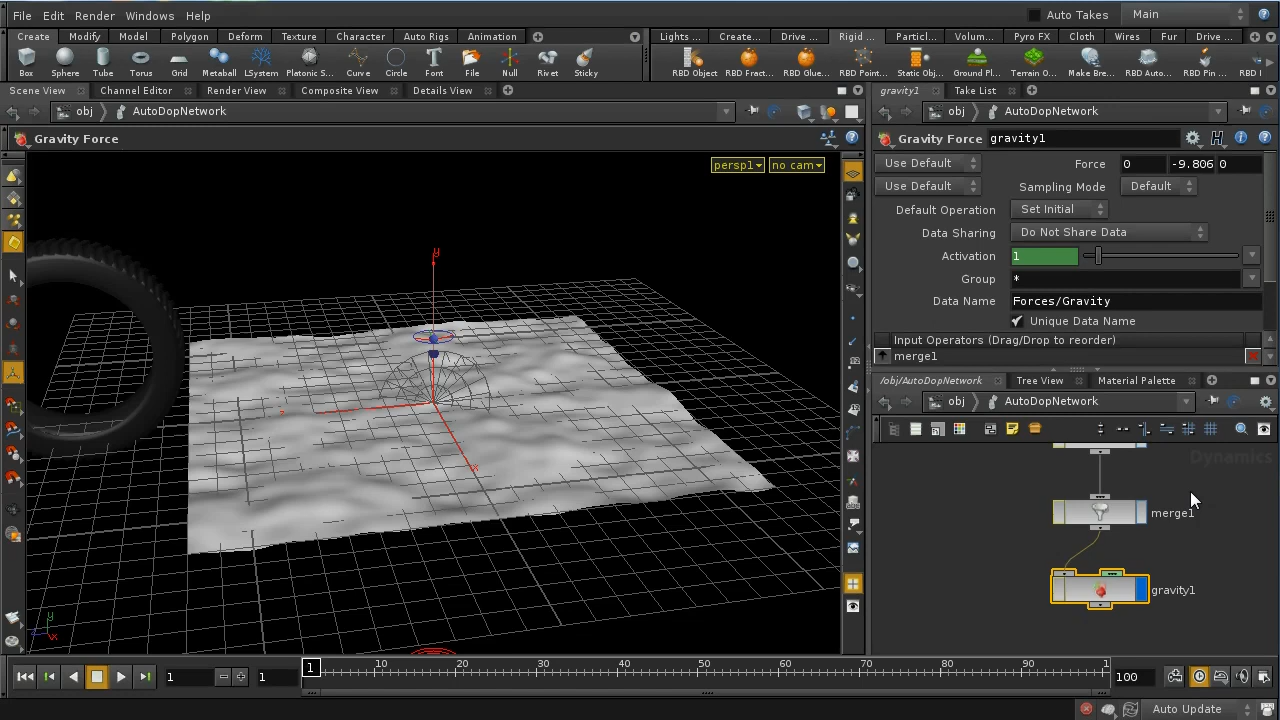 File Edit Render Windows Help Auto Takes Main
Create Modify Model Polygon Deform Texture Character Auto Rigs Animation Lights ... Create... Drive ... Rigid ... Particl... Volum... Pyro FX Cloth Wires Fur Drive ...
Box Sphere Tube Torus Grid Metaball LSystem Platonic S... Curve Circle Font File Null Rivet Sticky RBD Object RBD Fract... RBD Glue... RBD Point... Static Obj... Ground Pl... Terrain O... Make Bre... RBD Auto... RBD Pin ... RBD I
Scene View Channel Editor Render View Composite View Details View gravity1 Take List
obj AutoDopNetwork obj AutoDopNetwork
Gravity Force Gravity Force gravity1
persp1 no cam
Use Default Force 0 -9.806 0
Use Default Sampling Mode Default
Default Operation Set Initial
Data Sharing Do Not Share Data
Activation 1
Group *
Data Name Forces/Gravity
Unique Data Name
Input Operators (Drag/Drop to reorder)
merge1
/obj/AutoDopNetwork Tree View Material Palette
obj AutoDopNetwork
Dynamics
merge1
gravity1
y
z
x
y
x
1 1 1 10 20 30 40 50 60 70 80 90 1 100
Auto Update